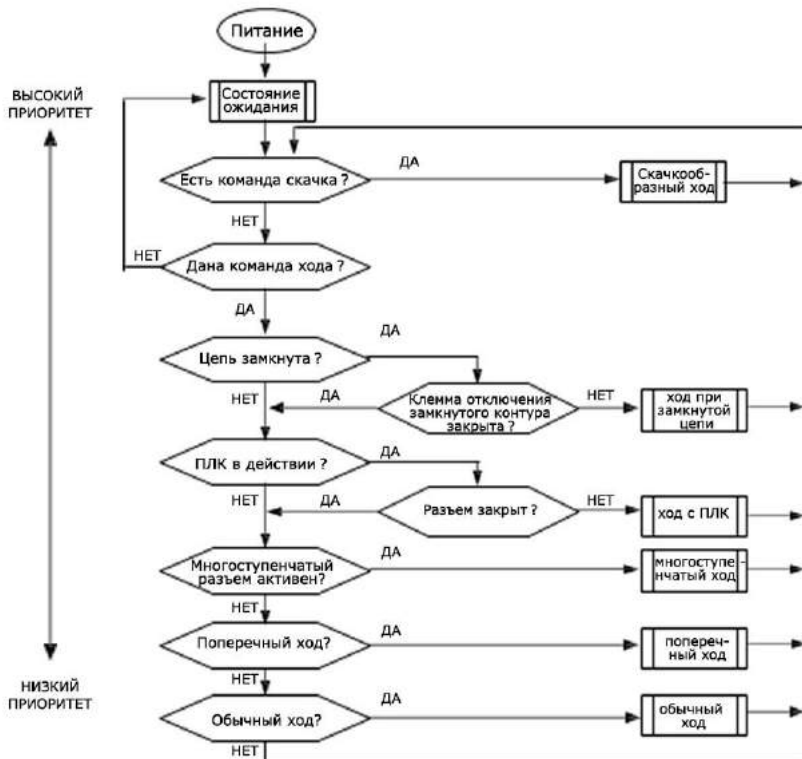 Питание
Состояние
ожидания
ВЫСОКИЙ
ПРИОРИТЕТ
Есть команда скачка ?
ДА
Скачкооб-
разный ход
НЕТ
НЕТ
Дана команда хода ?
ДА
ДА
Цепь замкнута ?
НЕТ
ДА
Клемма отключения
замкнутого контура
закрыта ?
НЕТ
ход при
замкнутой
цепи
ПЛК в действии ?
ДА
НЕТ
ДА
Разъем закрыт ?
НЕТ
ход с ПЛК
Многоступенчатый
разъем активен?
ДА
многоступе-
нчатый ход
НЕТ
Поперечный ход?
ДА
попереч-
ный ход
НЕТ
НИЗКИЙ
ПРИОРИТЕТ
Обычный ход?
ДА
обычный
ход
НЕТ